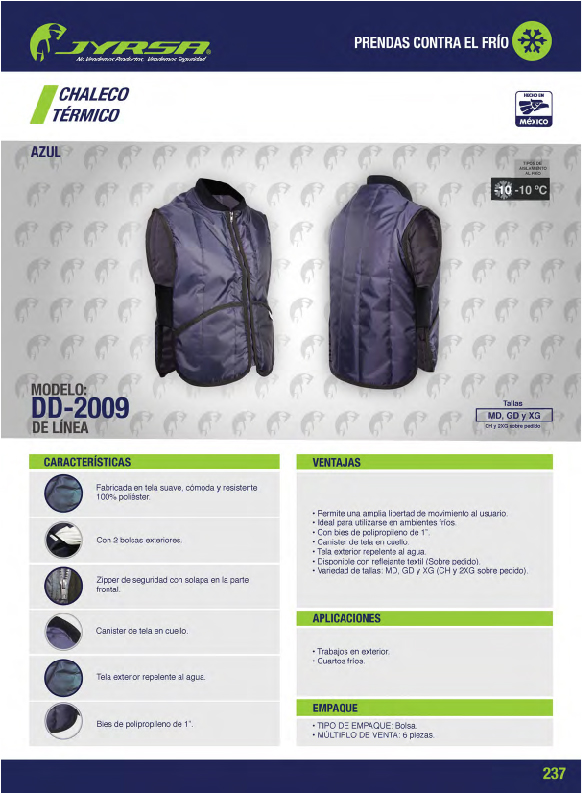 JYRSA®
No Vendemos Productos, Vendemos Seguridad
PRENDAS CONTRA EL FRÍO
CHALECO
TÉRMICO
HECHO EN
MÉXICO
AZUL
TIPOS DE
AISLAMIENTO
AL FRÍO
-10 -10 °C
MODELO:
DD-2009
DE LÍNEA
Tallas
MD, GD y XG
CH y 2XG sobre pedido
CARACTERÍSTICAS
Fabricada en tela suave, cómoda y resistente
100% poliéster.
Con 2 bolsas exteriores.
Zipper de seguridad con solapa en la parte
frontal.
Canister de tela en cuello.
Tela exterior repelente al agua.
Bies de polipropileno de 1".
VENTAJAS
• Permite una amplia libertad de movimiento al usuario.
• Ideal para utilizarse en ambientes fríos.
• Con bies de polipropileno de 1".
• Canister de tela en cuello.
• Tela exterior repelente al agua.
• Disponible con reflejante textil (Sobre pedido).
• Variedad de tallas: MD, GD y XG (CH y 2XG sobre pedido).
APLICACIONES
• Trabajos en exterior.
• Cuartos fríos.
EMPAQUE
• TIPO DE EMPAQUE: Bolsa.
• MÚLTIPLO DE VENTA: 6 piezas.
237